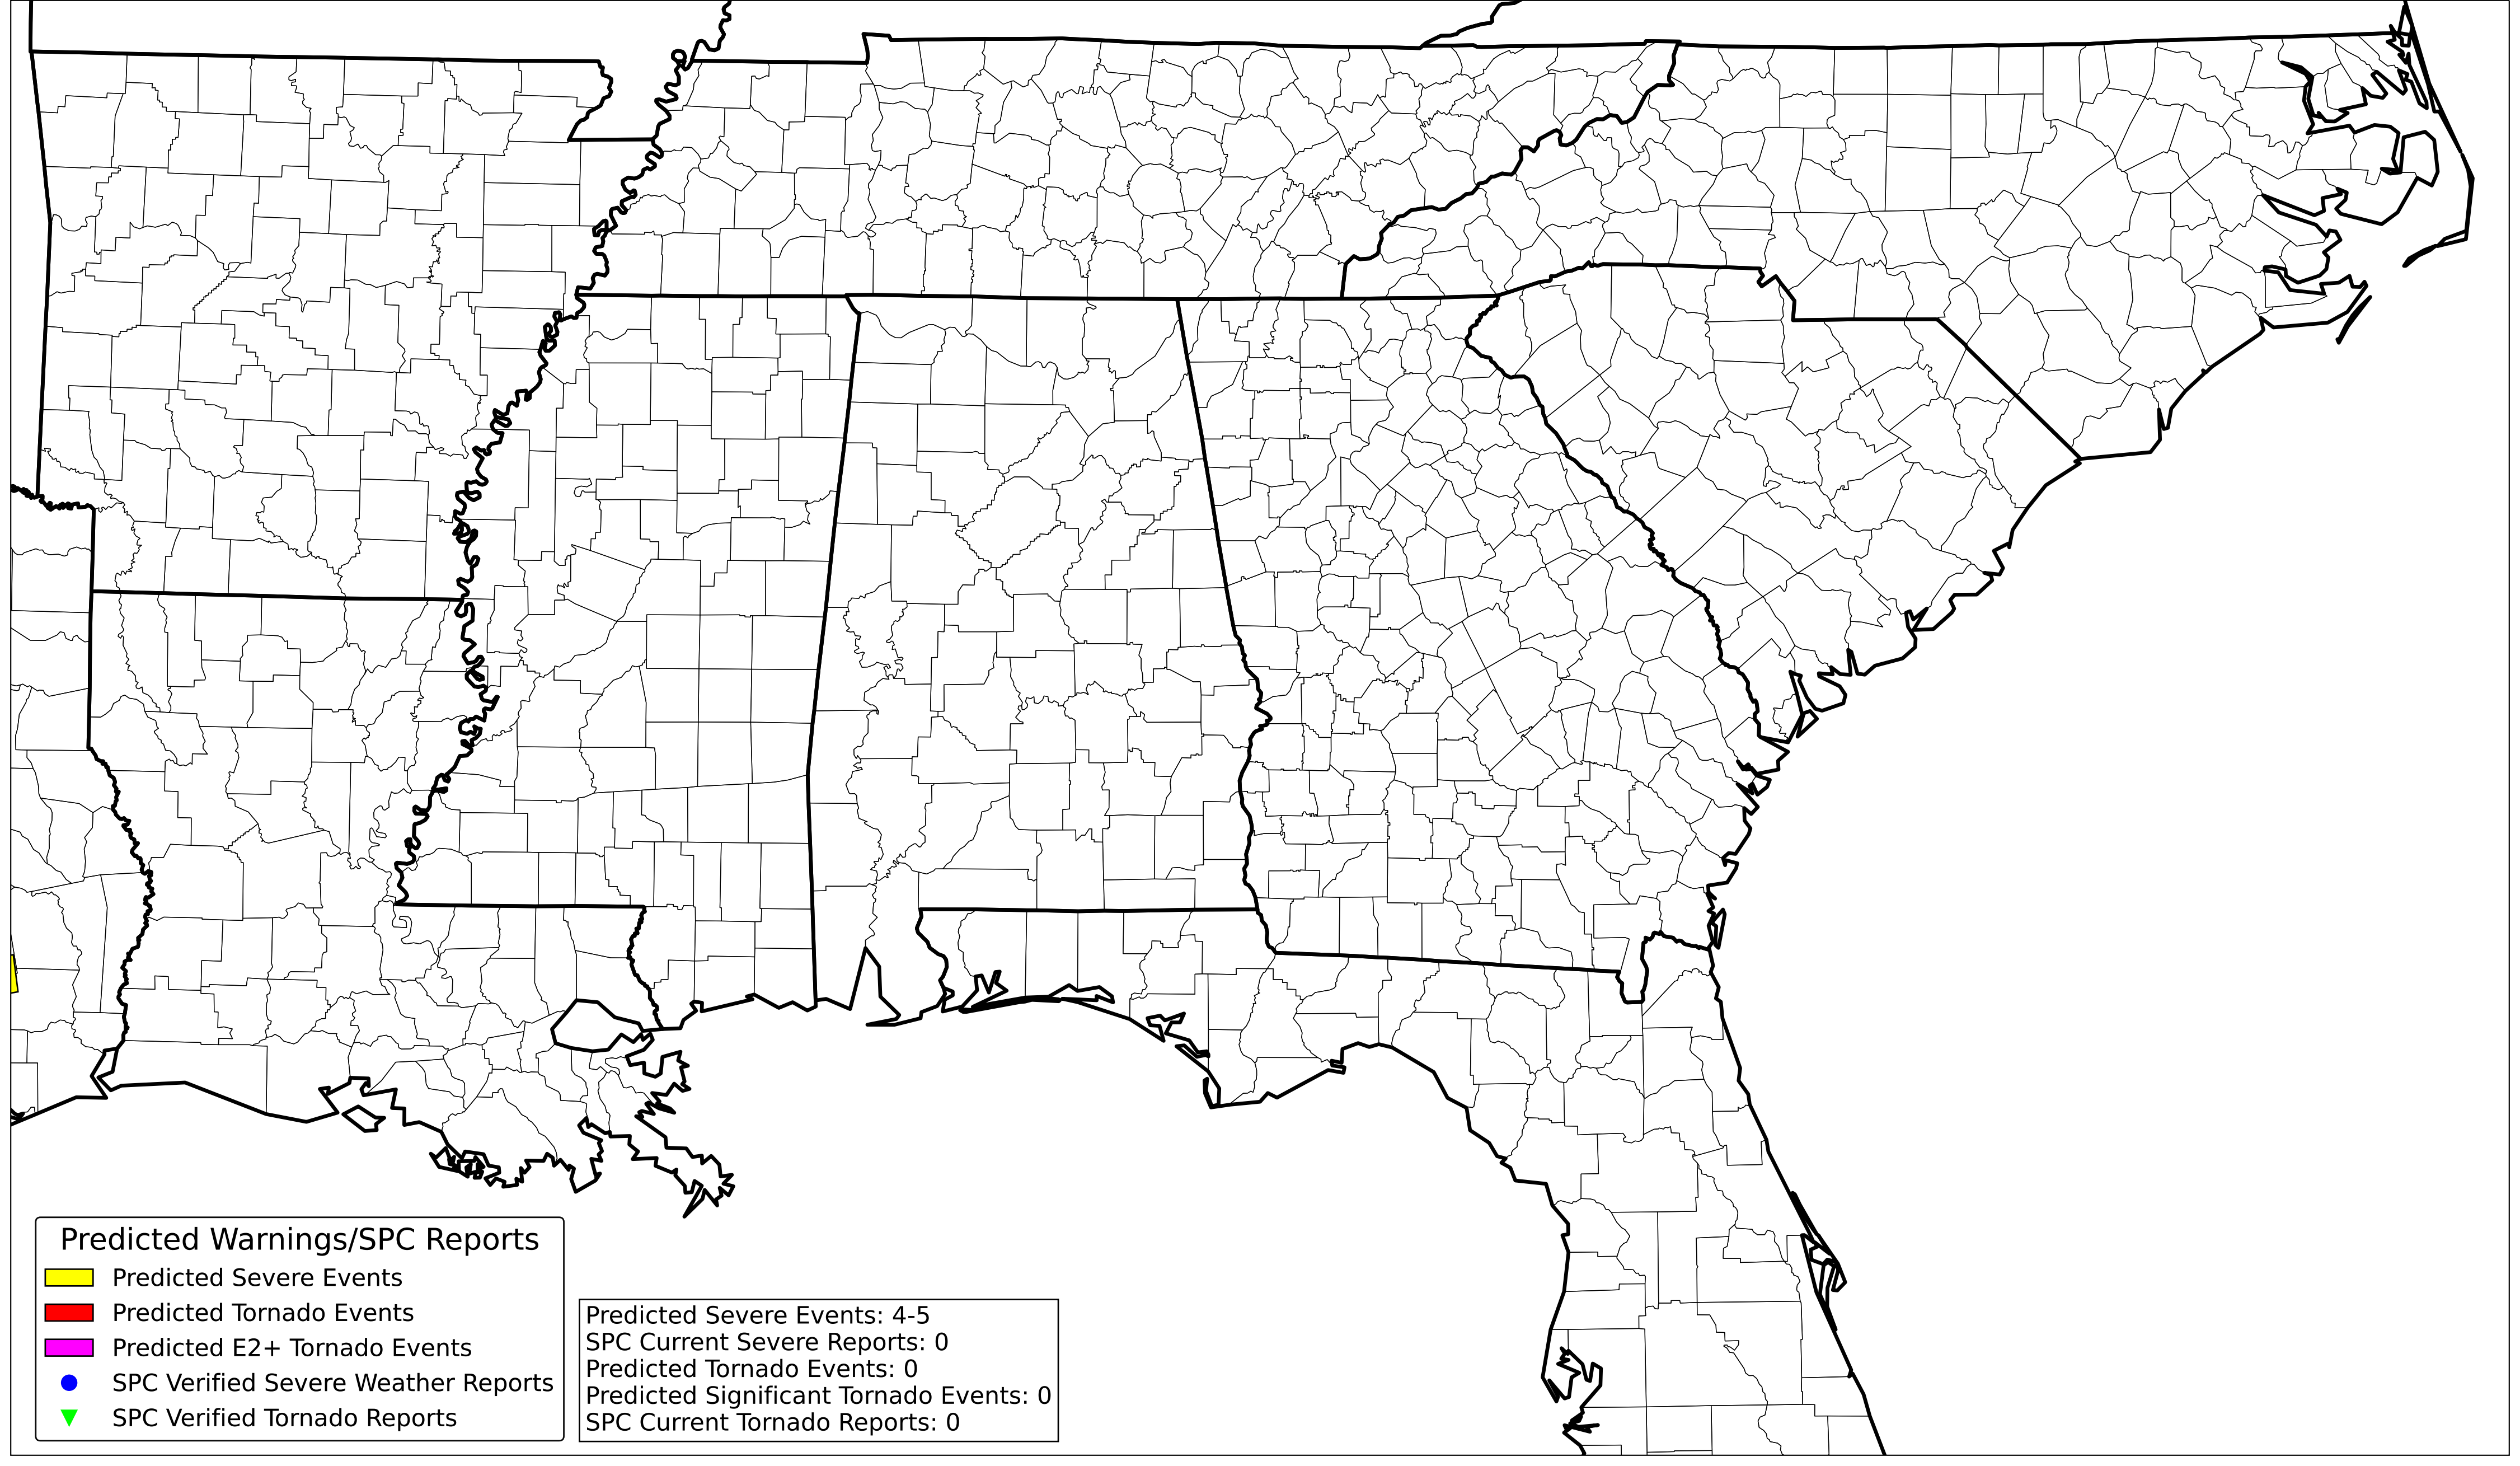 Predicted Warnings/SPC Reports
Predicted Severe Events
Predicted Tornado Events
Predicted E2+ Tornado Events
SPC Verified Severe Weather Reports
SPC Verified Tornado Reports
Predicted Severe Events: 4-5
SPC Current Severe Reports: 0
Predicted Tornado Events: 0
Predicted Significant Tornado Events: 0
SPC Current Tornado Reports: 0